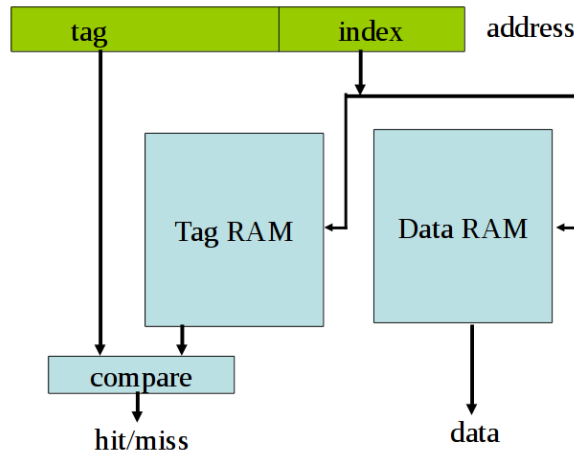 tag index address
Tag RAM Data RAM
compare
hit/miss data